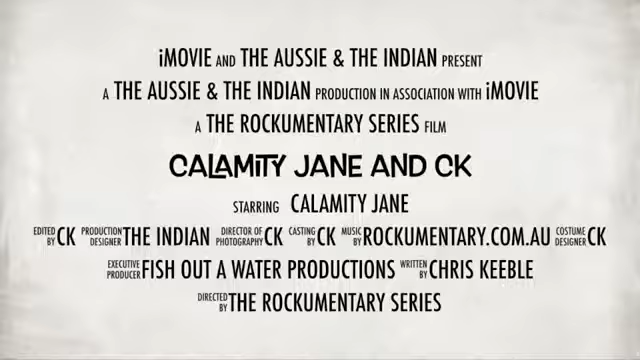 iMOVIE AND THE AUSSIE & THE INDIAN PRESENT
A THE AUSSIE & THE INDIAN PRODUCTION IN ASSOCIATION WITH iMOVIE
A THE ROCKUMENTARY SERIES FILM
CALAMITY JANE AND CK
STARRING CALAMITY JANE
EDITED BY CK PRODUCTION DESIGNER THE INDIAN DIRECTOR OF PHOTOGRAPHY CK CASTING BY CK MUSIC BY ROCKUMENTARY.COM.AU COSTUME DESIGNER CK
EXECUTIVE PRODUCER FISH OUT A WATER PRODUCTIONS WRITTEN BY CHRIS KEEBLE
DIRECTED BY THE ROCKUMENTARY SERIES